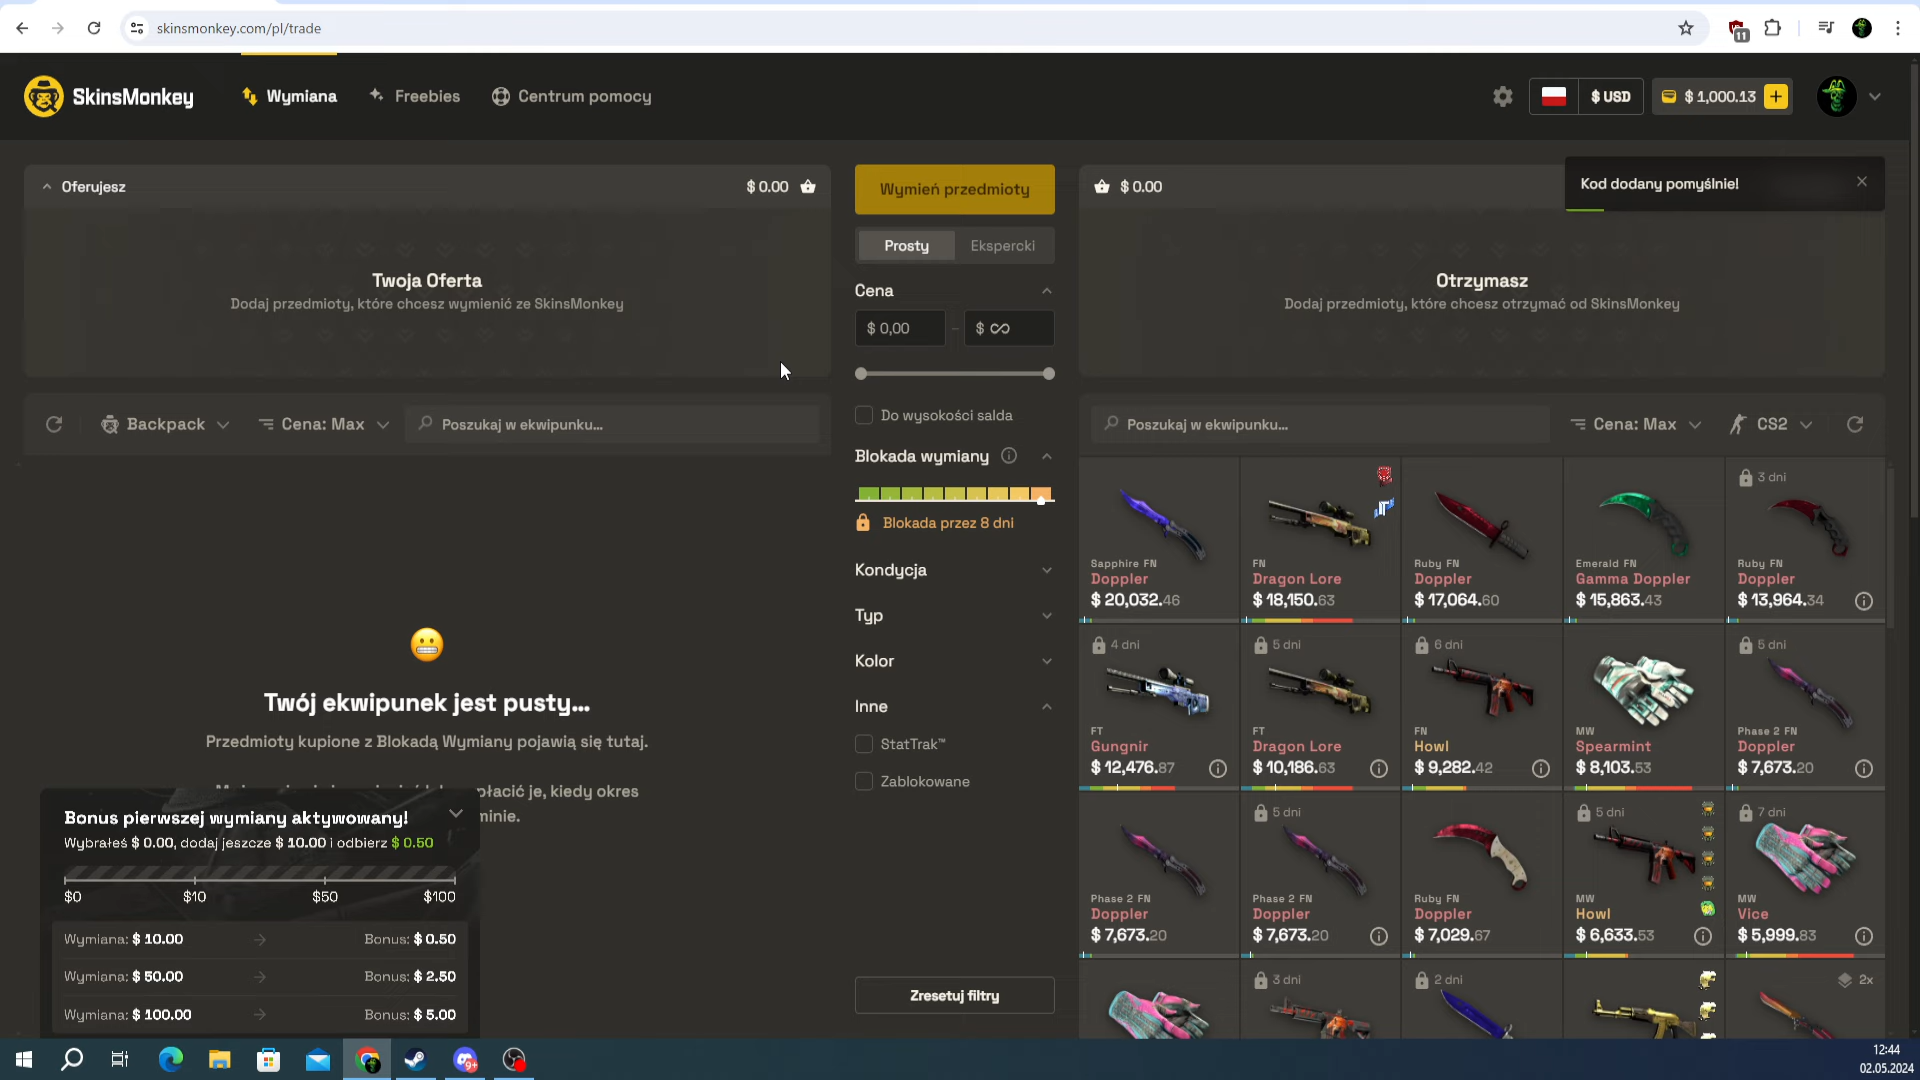 skinsmonkey.com/pl/trade
11
SkinsMonkey
Wymiana
Freebies
Centrum pomocy
$ USD
$ 1,000.13
Oferujesz
$ 0.00
Wymień przedmioty
$ 0.00
Kod dodany pomyślnie!
Prosty
Ekspercki
Twoja Oferta
Dodaj przedmioty, które chcesz wymienić ze SkinsMonkey
Otrzymasz
Dodaj przedmioty, które chcesz otrzymać od SkinsMonkey
Cena
$ 0,00
–
$ ∞
Do wysokości salda
Backpack
Cena: Max
Poszukaj w ekwipunku...
Poszukaj w ekwipunku...
Cena: Max
CS2
Blokada wymiany
Blokada przez 8 dni
Kondycja
Typ
Kolor
Inne
StatTrak™
Zablokowane
Zresetuj filtry
Twój ekwipunek jest pusty...
Przedmioty kupione z Blokadą Wymiany pojawią się tutaj.
płacić je, kiedy okres
minie.
Bonus pierwszej wymiany aktywowany!
Wybrałeś $ 0.00, dodaj jeszcze $ 10.00 i odbierz $ 0.50
$0 $10 $50 $100
Wymiana: $ 10.00 Bonus: $ 0.50
Wymiana: $ 50.00 Bonus: $ 2.50
Wymiana: $ 100.00 Bonus: $ 5.00
3 dni
Sapphire FN FN Ruby FN Emerald FN Ruby FN
Doppler Dragon Lore Doppler Gamma Doppler Doppler
$ 20,032.46 $ 18,150.63 $ 17,064.60 $ 15,863.43 $ 13,964.34
4 dni 5 dni 6 dni 5 dni
FT FT FN MW Phase 2 FN
Gungnir Dragon Lore Howl Spearmint Doppler
$ 12,476.87 $ 10,186.63 $ 9,282.42 $ 8,103.53 $ 7,673.20
5 dni 5 dni 7 dni
Phase 2 FN Phase 2 FN Ruby FN MW MW
Doppler Doppler Doppler Howl Vice
$ 7,673.20 $ 7,673.20 $ 7,029.67 $ 6,633.53 $ 5,999.83
3 dni 2 dni 2x
9+
12:44
02.05.2024